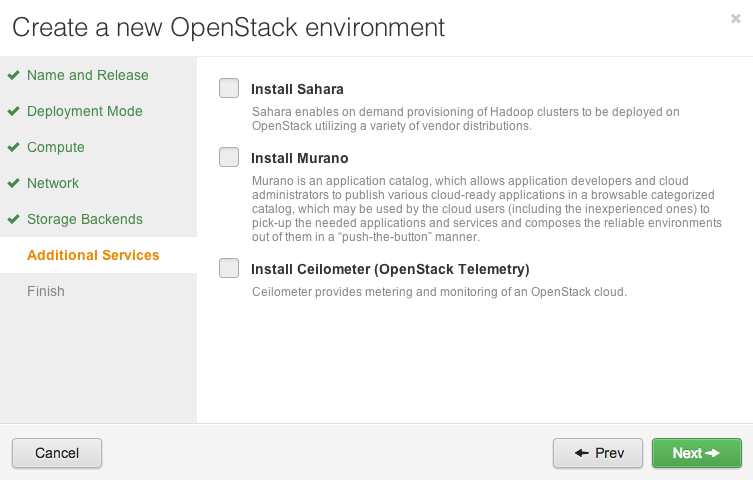 Create a new OpenStack environment
×
✔ Name and Release
✔ Deployment Mode
✔ Compute
✔ Network
✔ Storage Backends
Additional Services
Finish
Install Sahara
Sahara enables on demand provisioning of Hadoop clusters to be deployed on
OpenStack utilizing a variety of vendor distributions.
Install Murano
Murano is an application catalog, which allows application developers and cloud
administrators to publish various cloud-ready applications in a browsable categorized
catalog, which may be used by the cloud users (including the inexperienced ones) to
pick-up the needed applications and services and composes the reliable environments
out of them in a “push-the-button” manner.
Install Ceilometer (OpenStack Telemetry)
Ceilometer provides metering and monitoring of an OpenStack cloud.
Cancel
← Prev
Next →